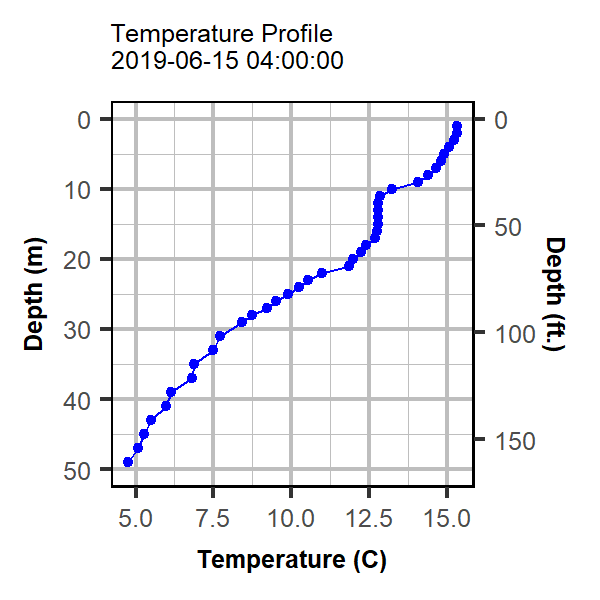 Temperature Profile
2019-06-15 04:00:00
0
10
20
30
40
50
Depth (m)
0
50
100
150
Depth (ft.)
5.0 7.5 10.0 12.5 15.0
Temperature (C)